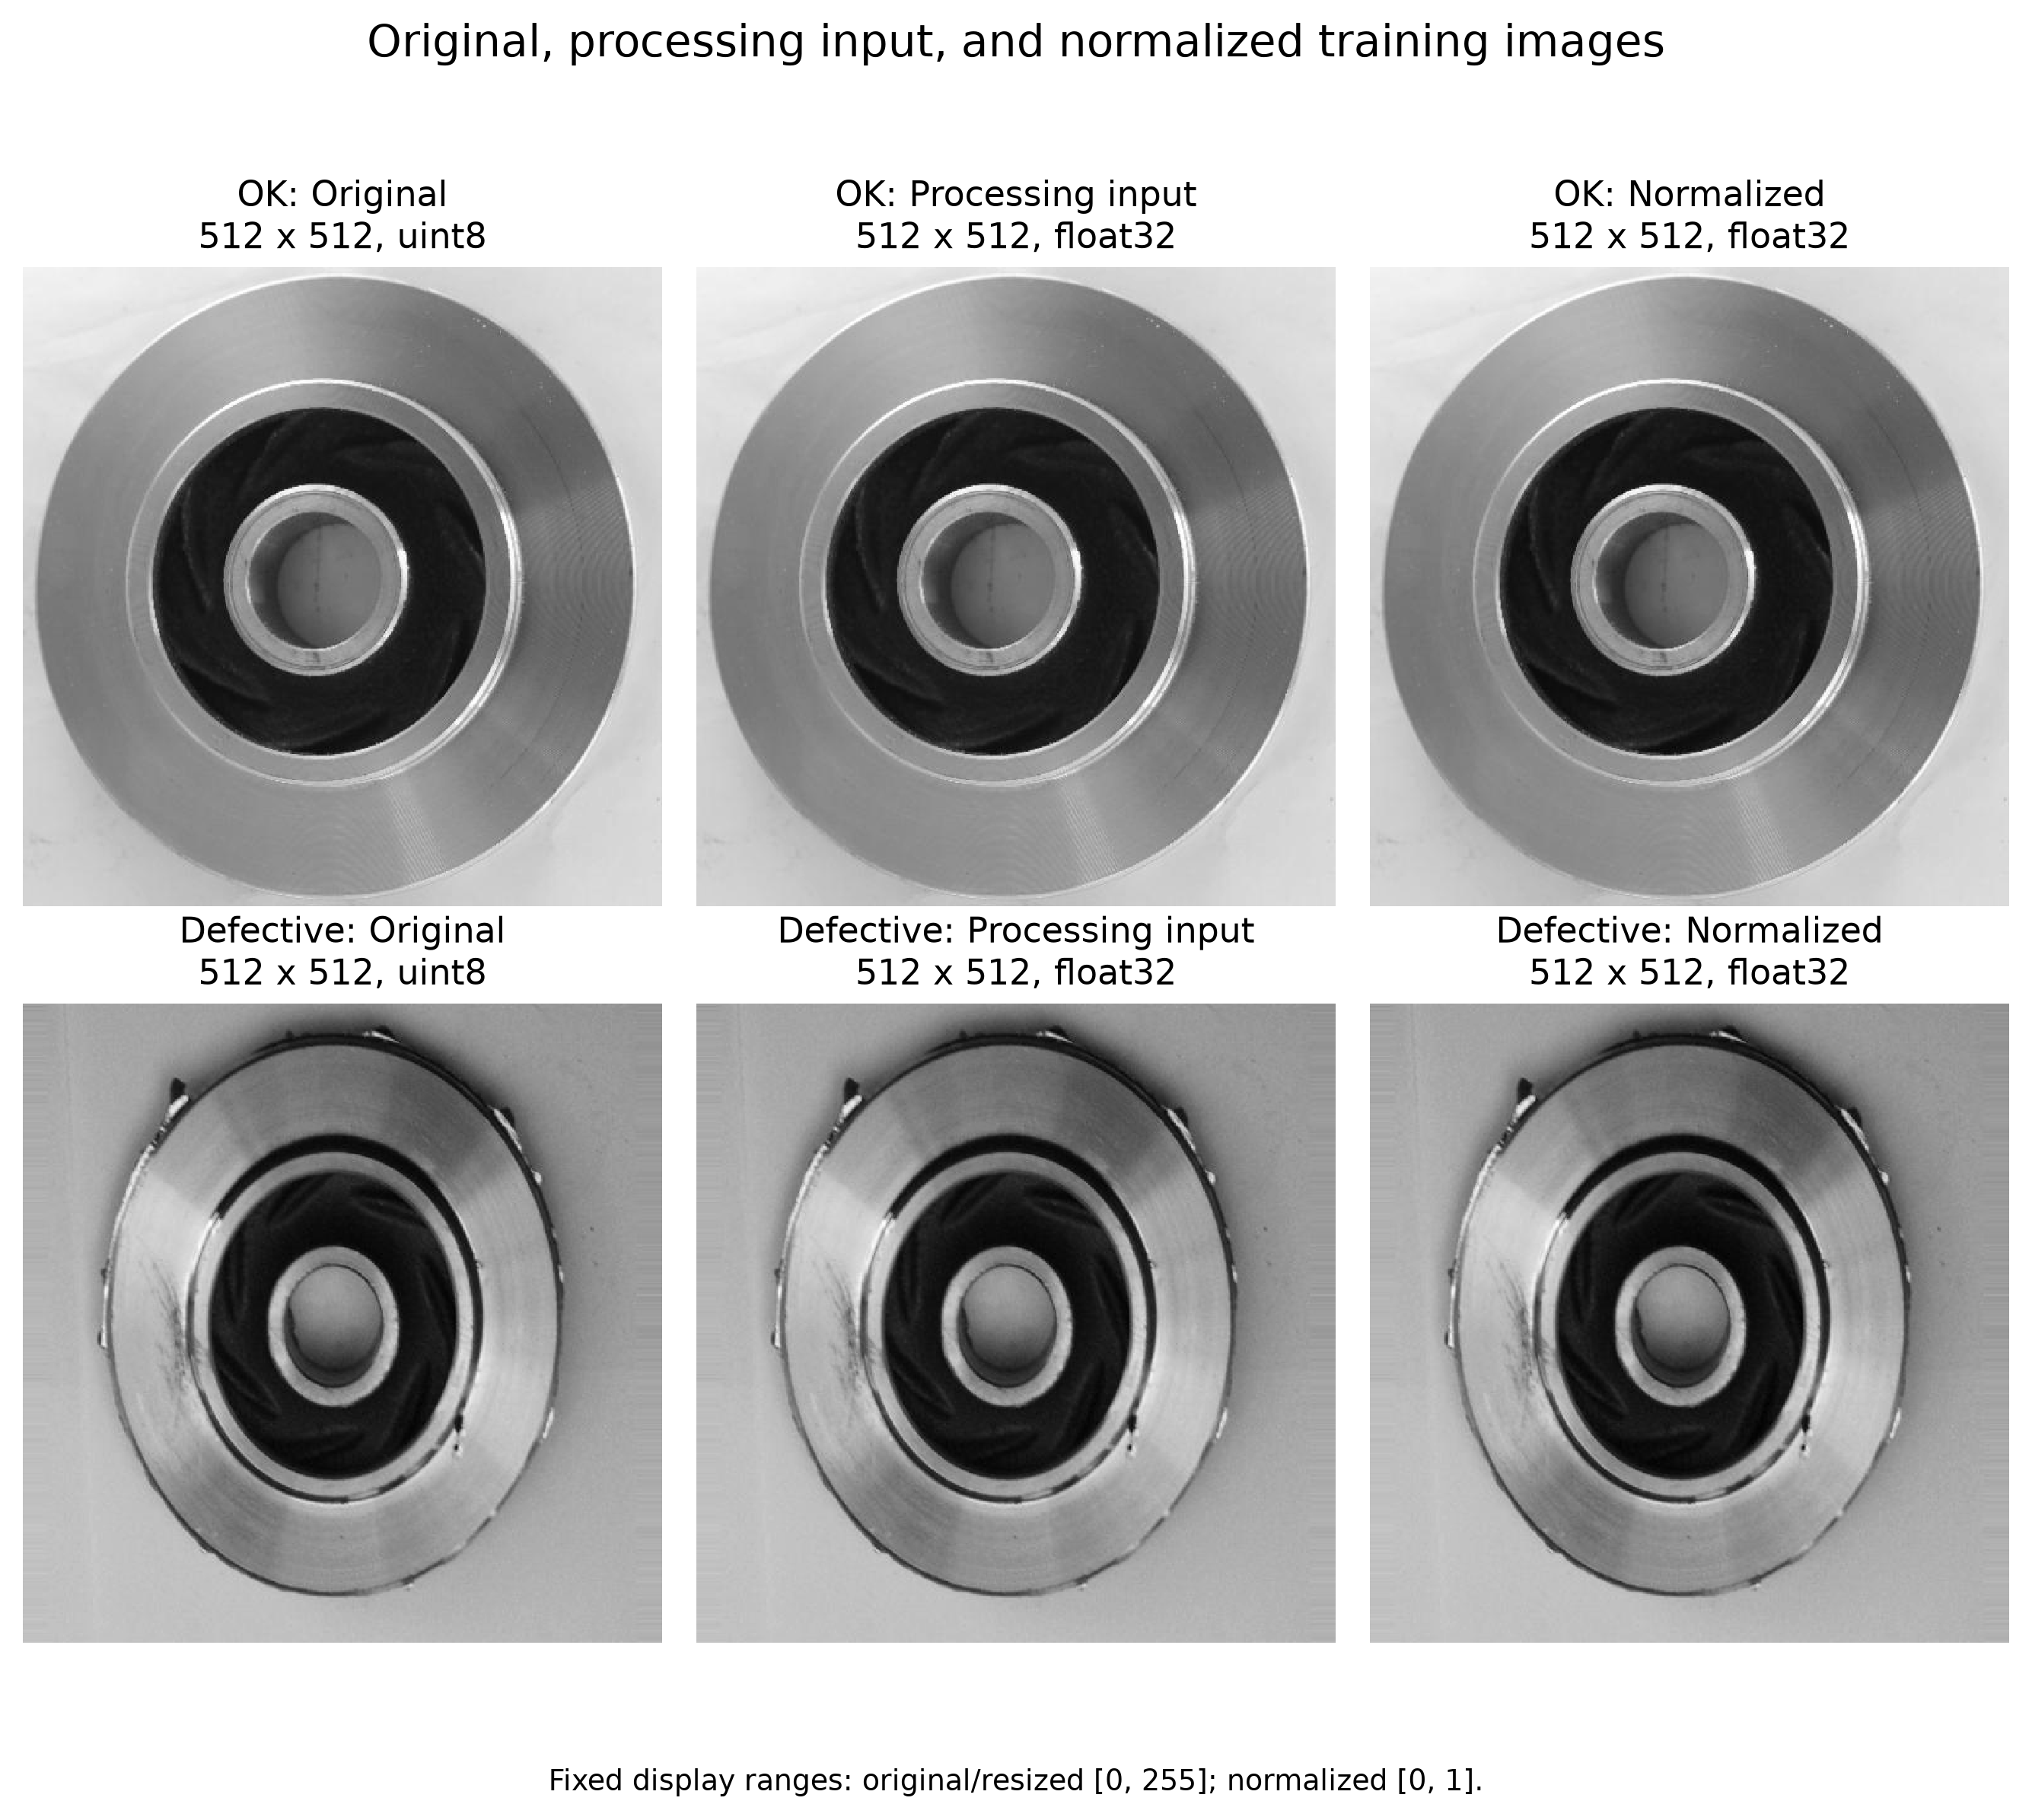 Original, processing input, and normalized training images
OK: Original
512 x 512, uint8
OK: Processing input
512 x 512, float32
OK: Normalized
512 x 512, float32
Defective: Original
512 x 512, uint8
Defective: Processing input
512 x 512, float32
Defective: Normalized
512 x 512, float32
Fixed display ranges: original/resized [0, 255]; normalized [0, 1].